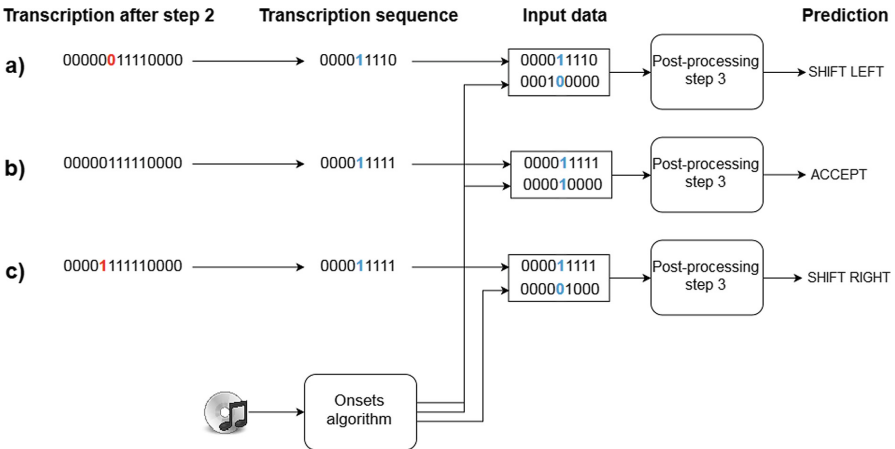 Transcription after step 2 Transcription sequence Input data Prediction
a) 00000011110000 000011110 000011110 Post-processing SHIFT LEFT
000100000 step 3
b) 00000111110000 000011111 000011111 Post-processing ACCEPT
000010000 step 3
c) 00001111110000 000011111 000011111 Post-processing SHIFT RIGHT
000001000 step 3
Onsets
algorithm